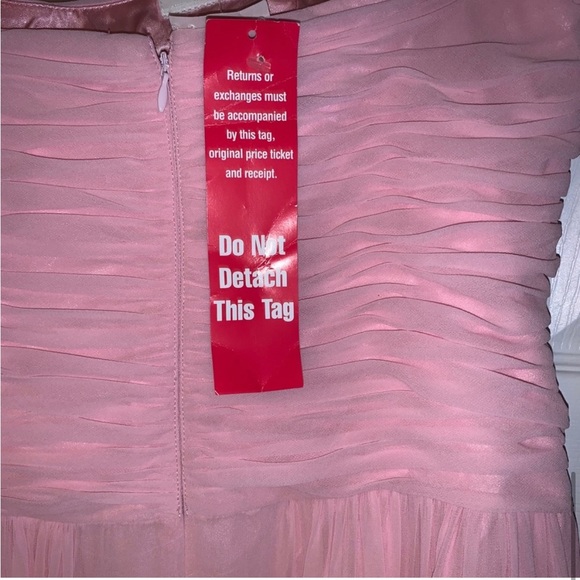 Returns or
exchanges must
be accompanied
by this tag,
original price ticket
and receipt.
Do Not
Detach
This Tag